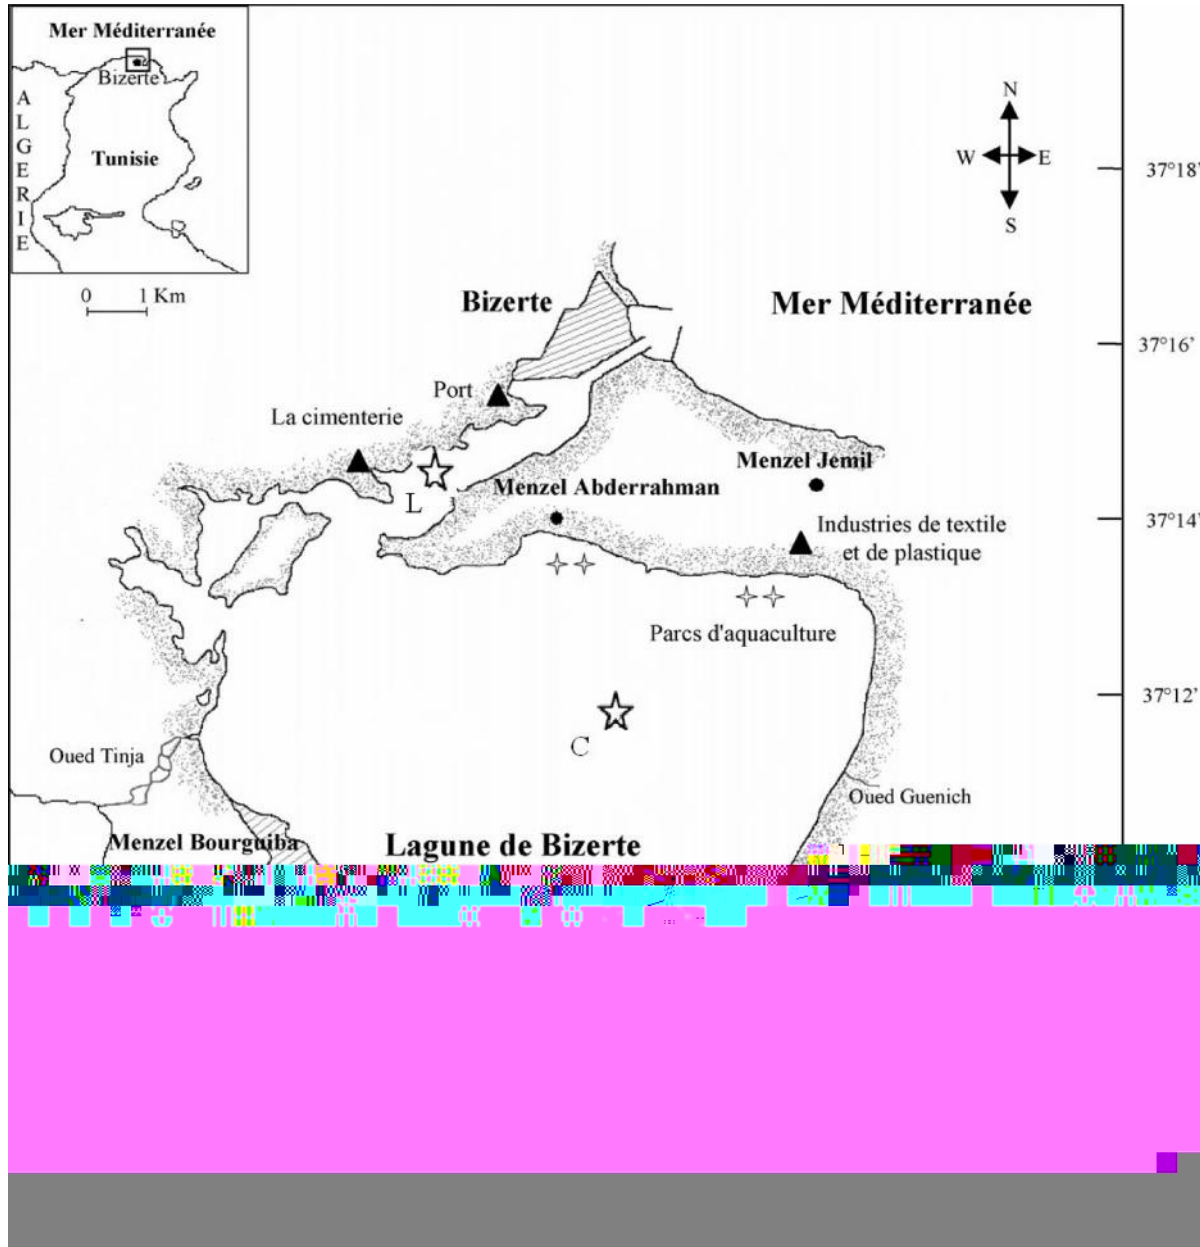 Mer Méditerranée
Bizerte
ALGERIE
Tunisie
0 1 Km
N
W E
S
37°18'
Bizerte
Mer Méditerranée
37°16'
Port
La cimenterie
Menzel Jemil
L
Menzel Abderrahman
37°14'
Industries de textile
et de plastique
Parcs d'aquaculture
37°12'
C
Oued Tinja
Oued Guenich
Menzel Bourguiba
Lagune de Bizerte